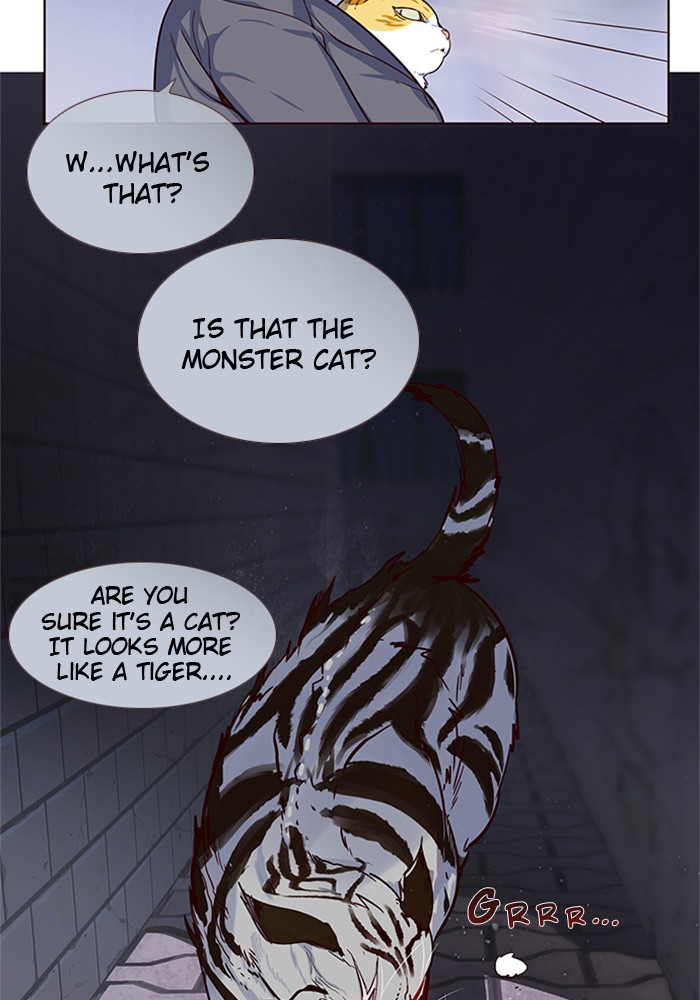 W...WHAT'S
THAT?
IS THAT THE
MONSTER CAT?
ARE YOU
SURE IT'S A CAT?
IT LOOKS MORE
LIKE A TIGER....
GRRR...